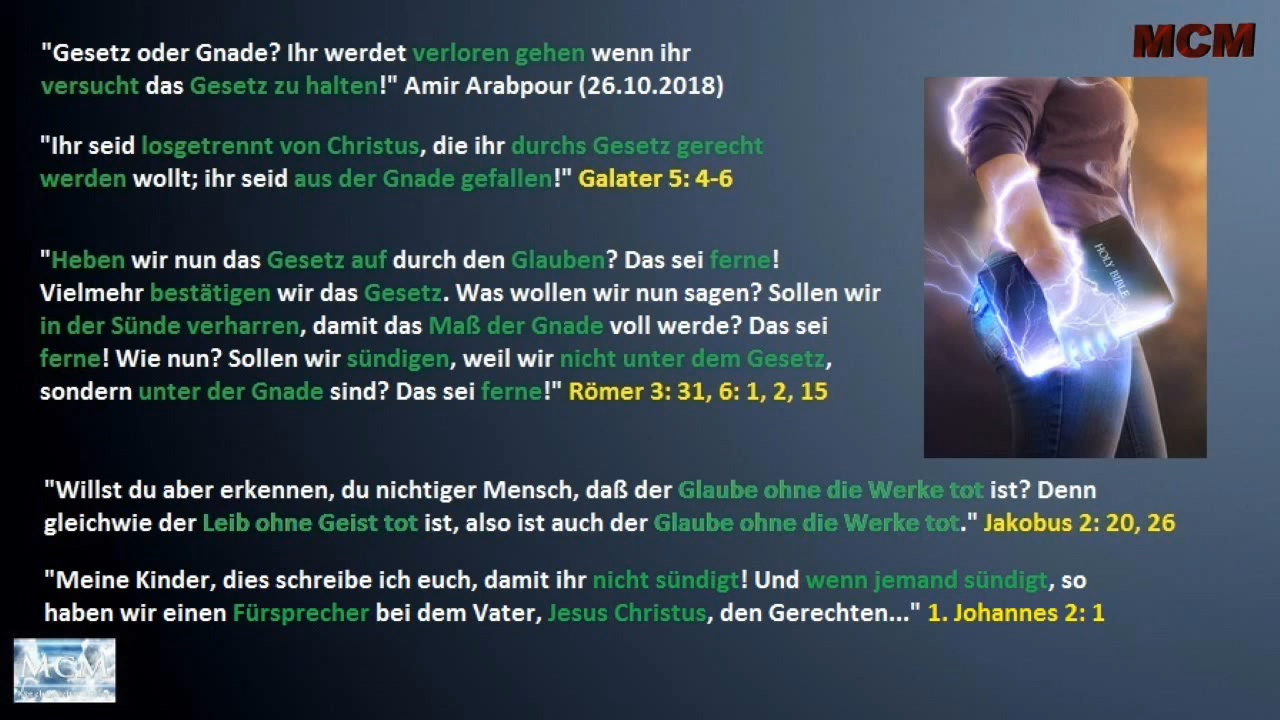 MCM
"Gesetz oder Gnade? Ihr werdet verloren gehen wenn ihr
versucht das Gesetz zu halten!" Amir Arabpour (26.10.2018)
"Ihr seid losgetrennt von Christus, die ihr durchs Gesetz gerecht
werden wollt; ihr seid aus der Gnade gefallen!" Galater 5: 4-6
"Heben wir nun das Gesetz auf durch den Glauben? Das sei ferne!
Vielmehr bestätigen wir das Gesetz. Was wollen wir nun sagen? Sollen wir
in der Sünde verharren, damit das Maß der Gnade voll werde? Das sei
ferne! Wie nun? Sollen wir sündigen, weil wir nicht unter dem Gesetz,
sondern unter der Gnade sind? Das sei ferne!" Römer 3: 31, 6: 1, 2, 15
HOLY BIBLE
"Willst du aber erkennen, du nichtiger Mensch, daß der Glaube ohne die Werke tot ist? Denn
gleichwie der Leib ohne Geist tot ist, also ist auch der Glaube ohne die Werke tot." Jakobus 2: 20, 26
"Meine Kinder, dies schreibe ich euch, damit ihr nicht sündigt! Und wenn jemand sündigt, so
haben wir einen Fürsprecher bei dem Vater, Jesus Christus, den Gerechten..." 1. Johannes 2: 1
MCM